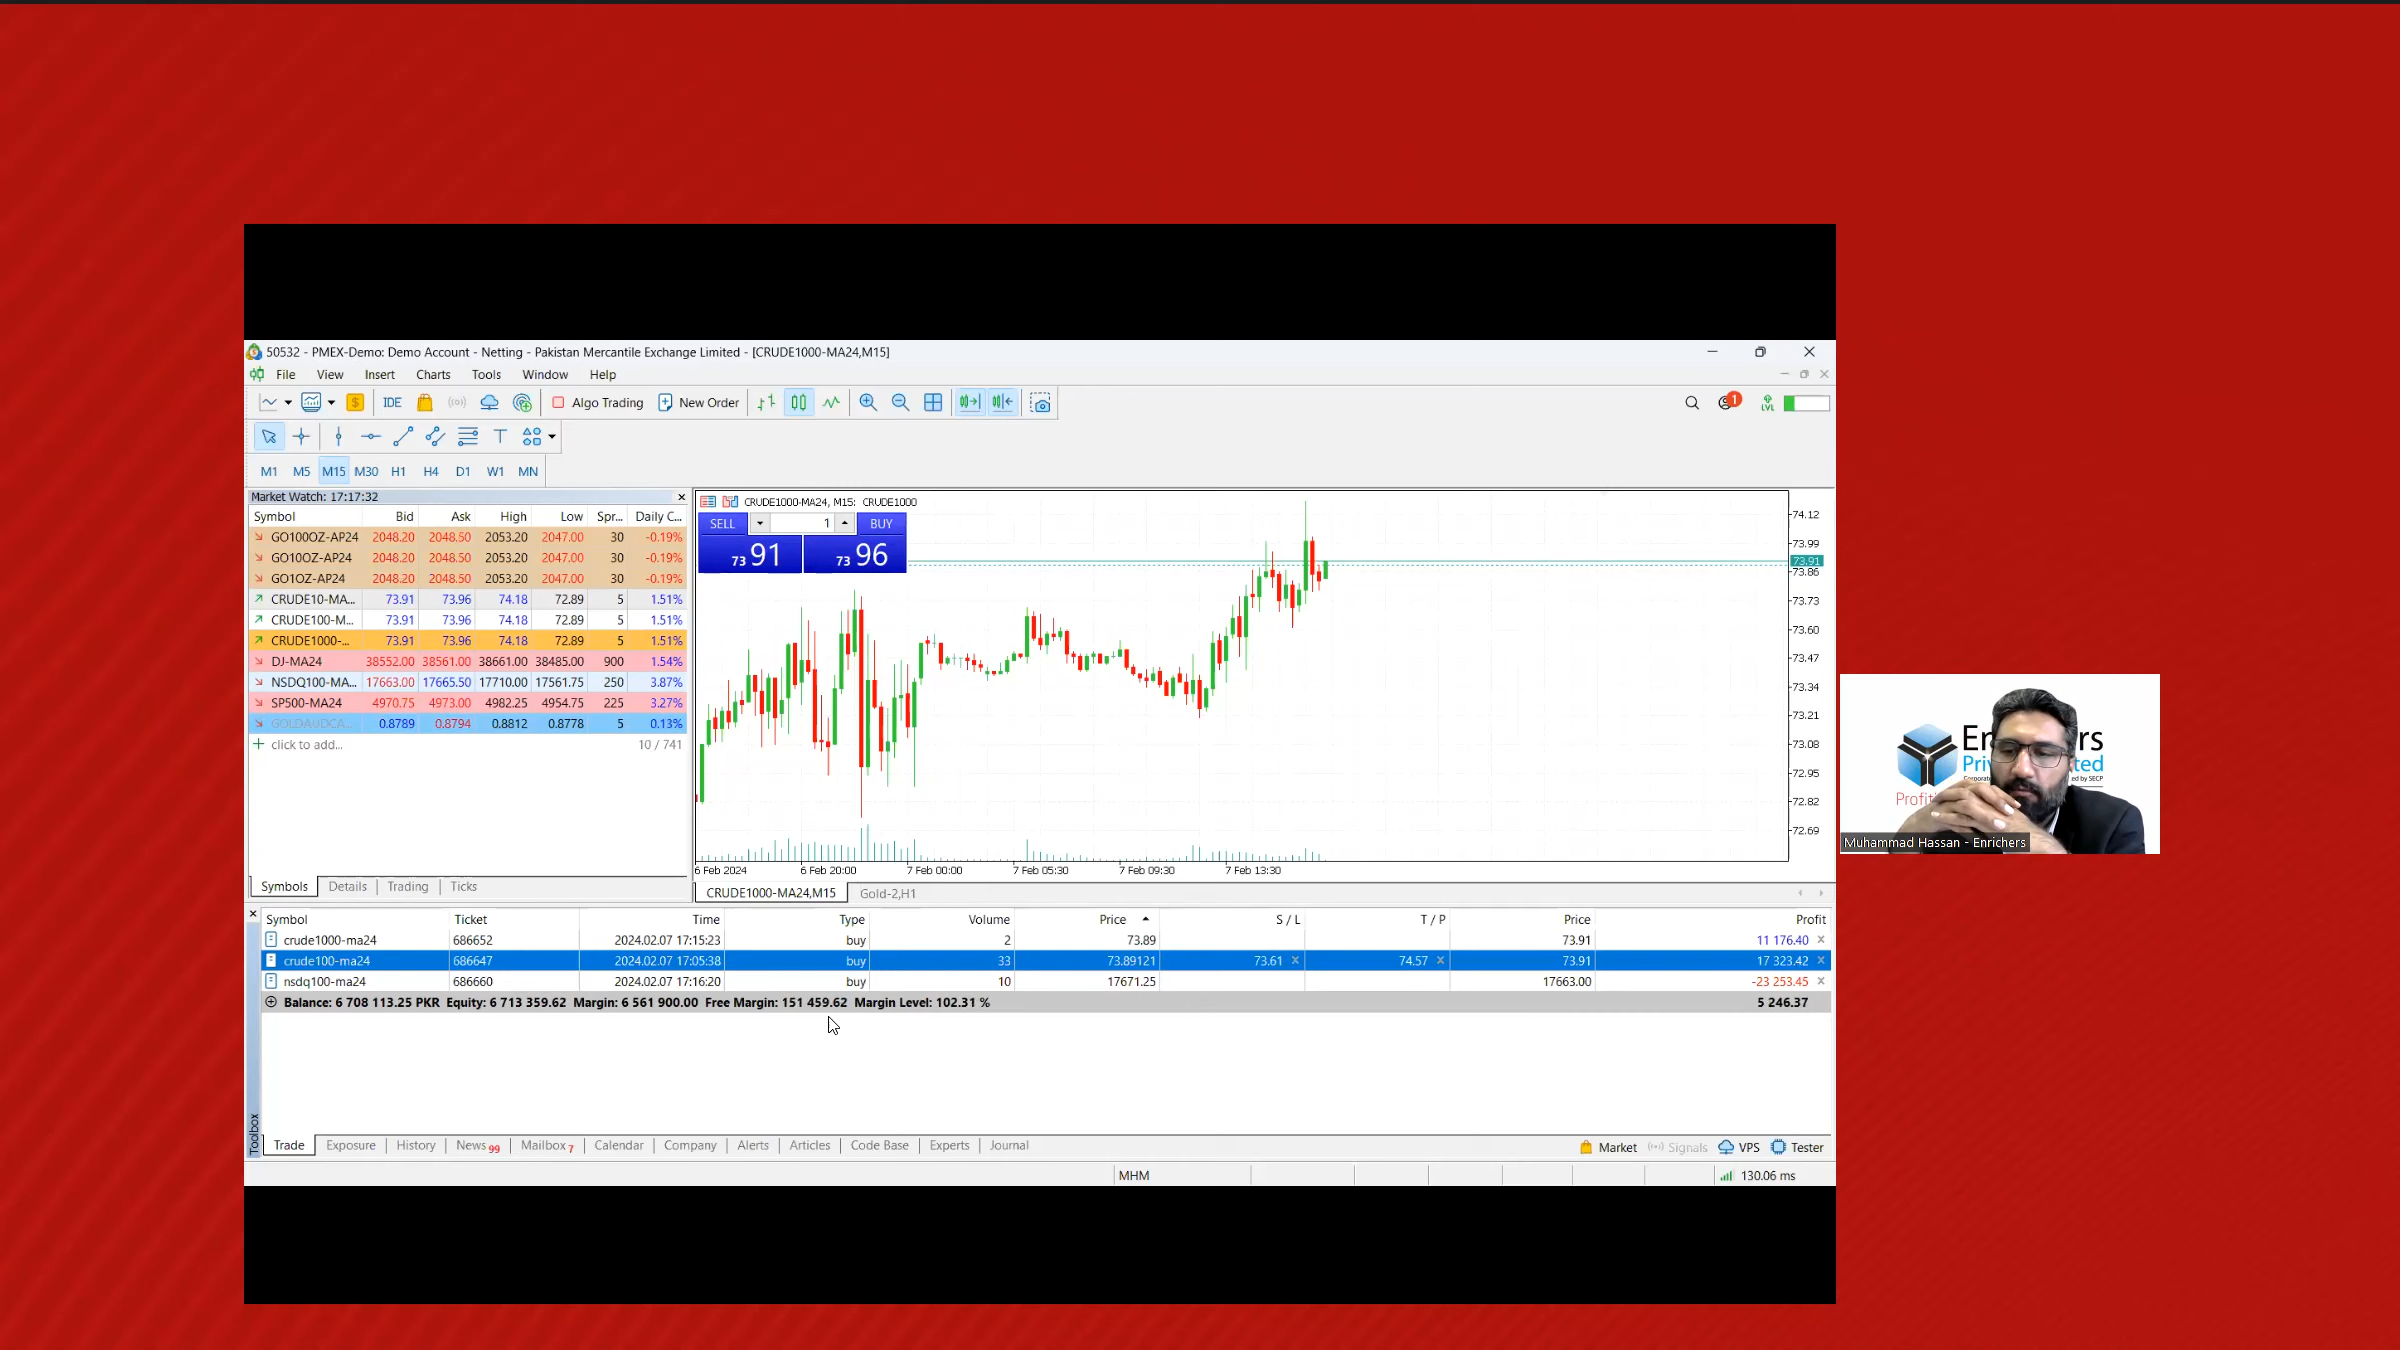 50532 - PMEX-Demo: Demo Account - Netting - Pakistan Mercantile Exchange Limited - [CRUDE1000-MA24,M15]
File View Insert Charts Tools Window Help
IDE Algo Trading New Order 1 LVL
M1 M5 M15 M30 H1 H4 D1 W1 MN
Market Watch: 17:17:32
Symbol Bid Ask High Low Spr... Daily C...
GO100OZ-AP24 2048.20 2048.50 2053.20 2047.00 30 -0.19%
GO10OZ-AP24 2048.20 2048.50 2053.20 2047.00 30 -0.19%
GO1OZ-AP24 2048.20 2048.50 2053.20 2047.00 30 -0.19%
CRUDE10-MA... 73.91 73.96 74.18 72.89 5 1.51%
CRUDE100-M... 73.91 73.96 74.18 72.89 5 1.51%
CRUDE1000-... 73.91 73.96 74.18 72.89 5 1.51%
DJ-MA24 38552.00 38561.00 38661.00 38485.00 900 1.54%
NSDQ100-MA... 17663.00 17665.50 17710.00 17561.75 250 3.87%
SP500-MA24 4970.75 4973.00 4982.25 4954.75 225 3.27%
GOLDAUDCA... 0.8789 0.8794 0.8812 0.8778 5 0.13%
click to add... 10 / 741
Symbols Details Trading Ticks
CRUDE1000-MA24, M15: CRUDE1000
SELL 1 BUY
73 91 73 96
74.12
73.99
73.91
73.86
73.73
73.60
73.47
73.34
73.21
73.08
72.95
72.82
72.69
6 Feb 2024 6 Feb 20:00 7 Feb 00:00 7 Feb 05:30 7 Feb 09:30 7 Feb 13:30
CRUDE1000-MA24,M15 Gold-2,H1
Symbol Ticket Time Type Volume Price S / L T / P Price Profit
crude1000-ma24 686652 2024.02.07 17:15:23 buy 2 73.89 73.91 11 176.40
crude100-ma24 686647 2024.02.07 17:05:38 buy 33 73.89121 73.61 74.57 73.91 17 323.42
nsdq100-ma24 686660 2024.02.07 17:16:20 buy 10 17671.25 17663.00 -23 253.45
Balance: 6 708 113.25 PKR Equity: 6 713 359.62 Margin: 6 561 900.00 Free Margin: 151 459.62 Margin Level: 102.31 % 5 246.37
Toolbox
Trade Exposure History News 99 Mailbox 7 Calendar Company Alerts Articles Code Base Experts Journal Market Signals VPS Tester
MHM 130.06 ms
Muhammad Hassan - Enrichers